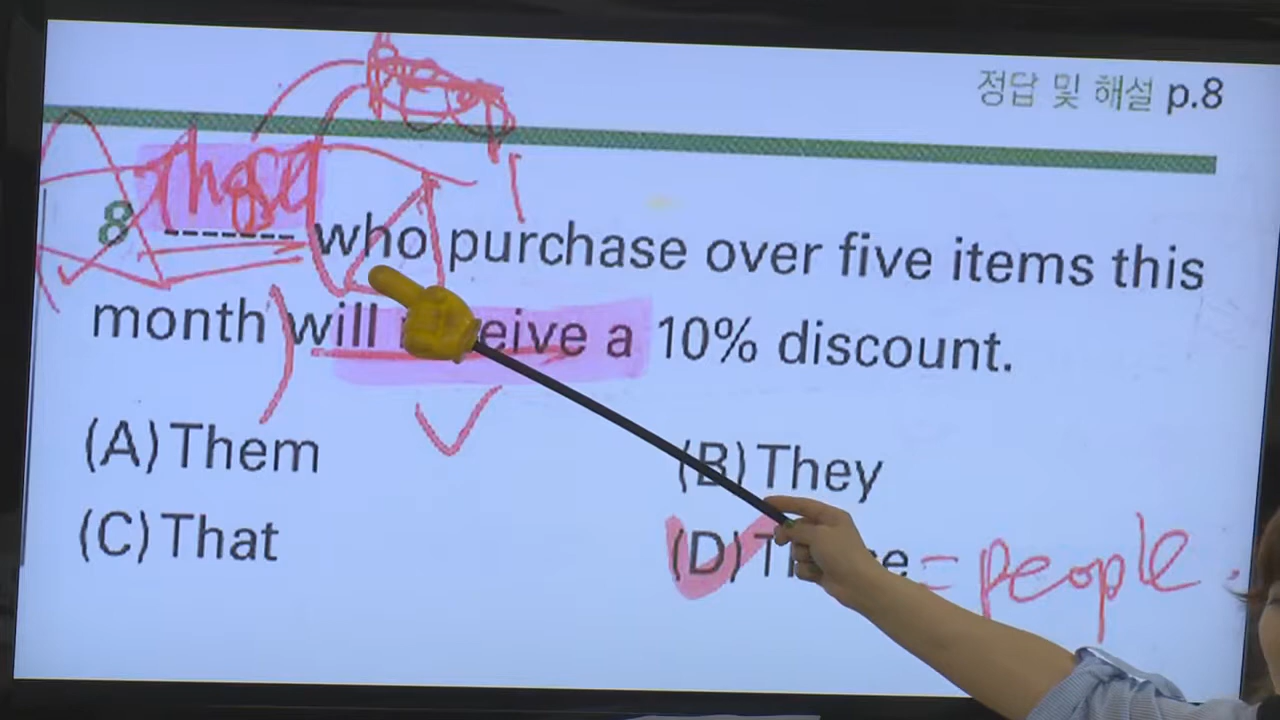 정답 및 해설 p.8
Those
8 ------- who purchase over five items this
month will receive a 10% discount.
(A) Them
(B) They
(C) That
(D) Those = people.